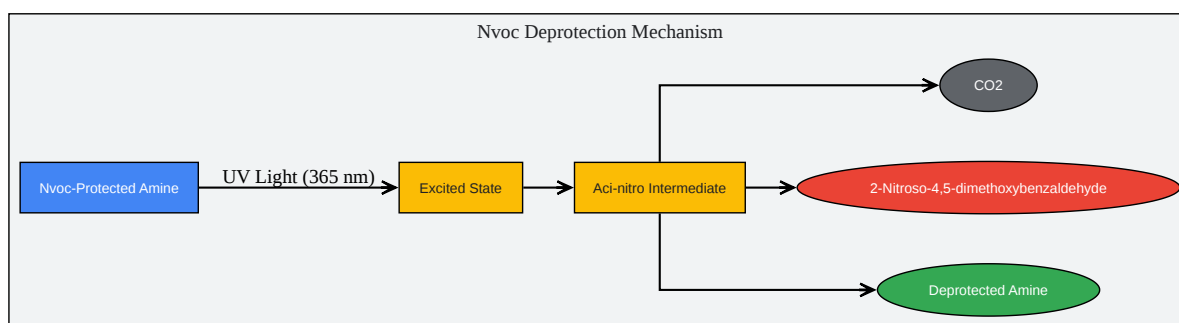 Nvoc Deprotection Mechanism
CO2
Nvoc-Protected Amine
UV Light (365 nm)
Excited State
Aci-nitro Intermediate
2-Nitroso-4,5-dimethoxybenzaldehyde
Deprotected Amine